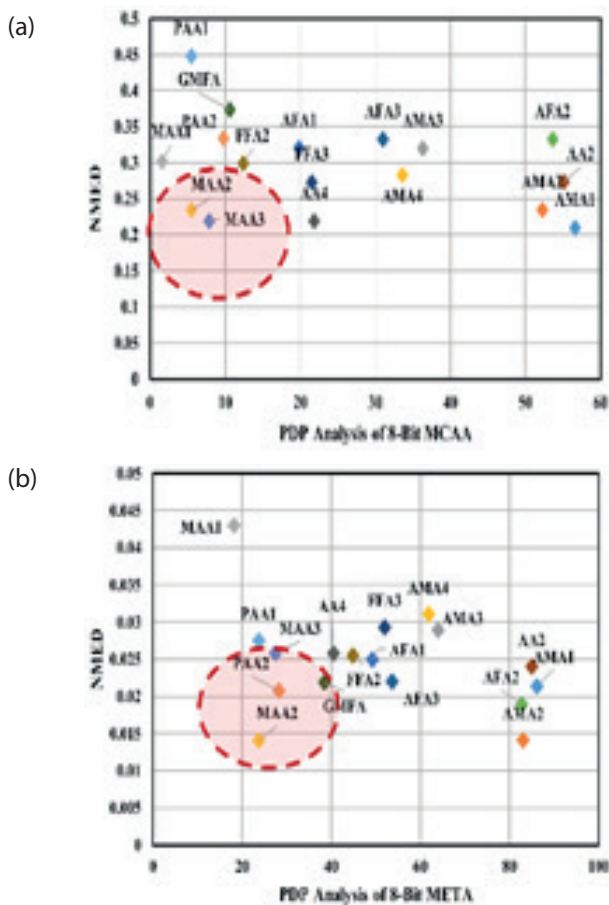 (a)
0.5
PAA1
0.45
0.4
GMFA
0.35
PAA2
AFA1
AFA3
AMA3
AFA2
MAA1
FFA2
0.3
FFA3
AA2
0.25
MAA2
AA4
AMA4
AMA2
MAA3
AMA1
0.2
NMED
0.15
0.1
0.05
0
0 10 20 30 40 50 60
PDP Analysis of 8-Bit MCAA
(b)
0.05
0.045
MAA1
0.04
0.035
AMA4
FFA3
0.03
AA4
AMA3
PAA1
MAA3
AA2
0.025
AFA1
AMA1
PAA2
FFA2
AFA2
0.02
GMFA
AFA3
AMA2
MAA2
0.015
NMED
0.01
0.005
0
0 20 40 60 80 100
PDP Analysis of 8-Bit META